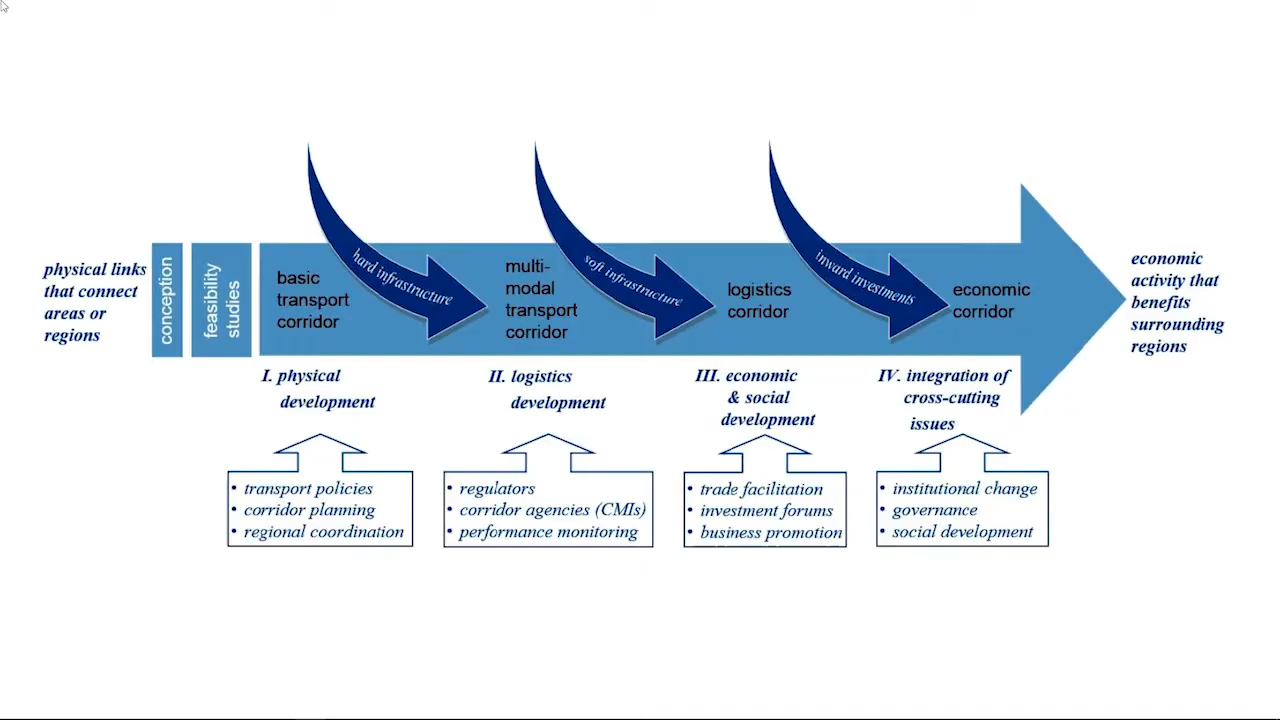 physical links
that connect
areas or
regions
conception
feasibility
studies
basic
transport
corridor
hard infrastructure
multi-
modal
transport
corridor
soft infrastructure
logistics
corridor
inward investments
economic
corridor
economic
activity that
benefits
surrounding
regions
I. physical
development
II. logistics
development
III. economic
& social
development
IV. integration of
cross-cutting
issues
• transport policies
• corridor planning
• regional coordination
• regulators
• corridor agencies (CMIs)
• performance monitoring
• trade facilitation
• investment forums
• business promotion
• institutional change
• governance
• social development